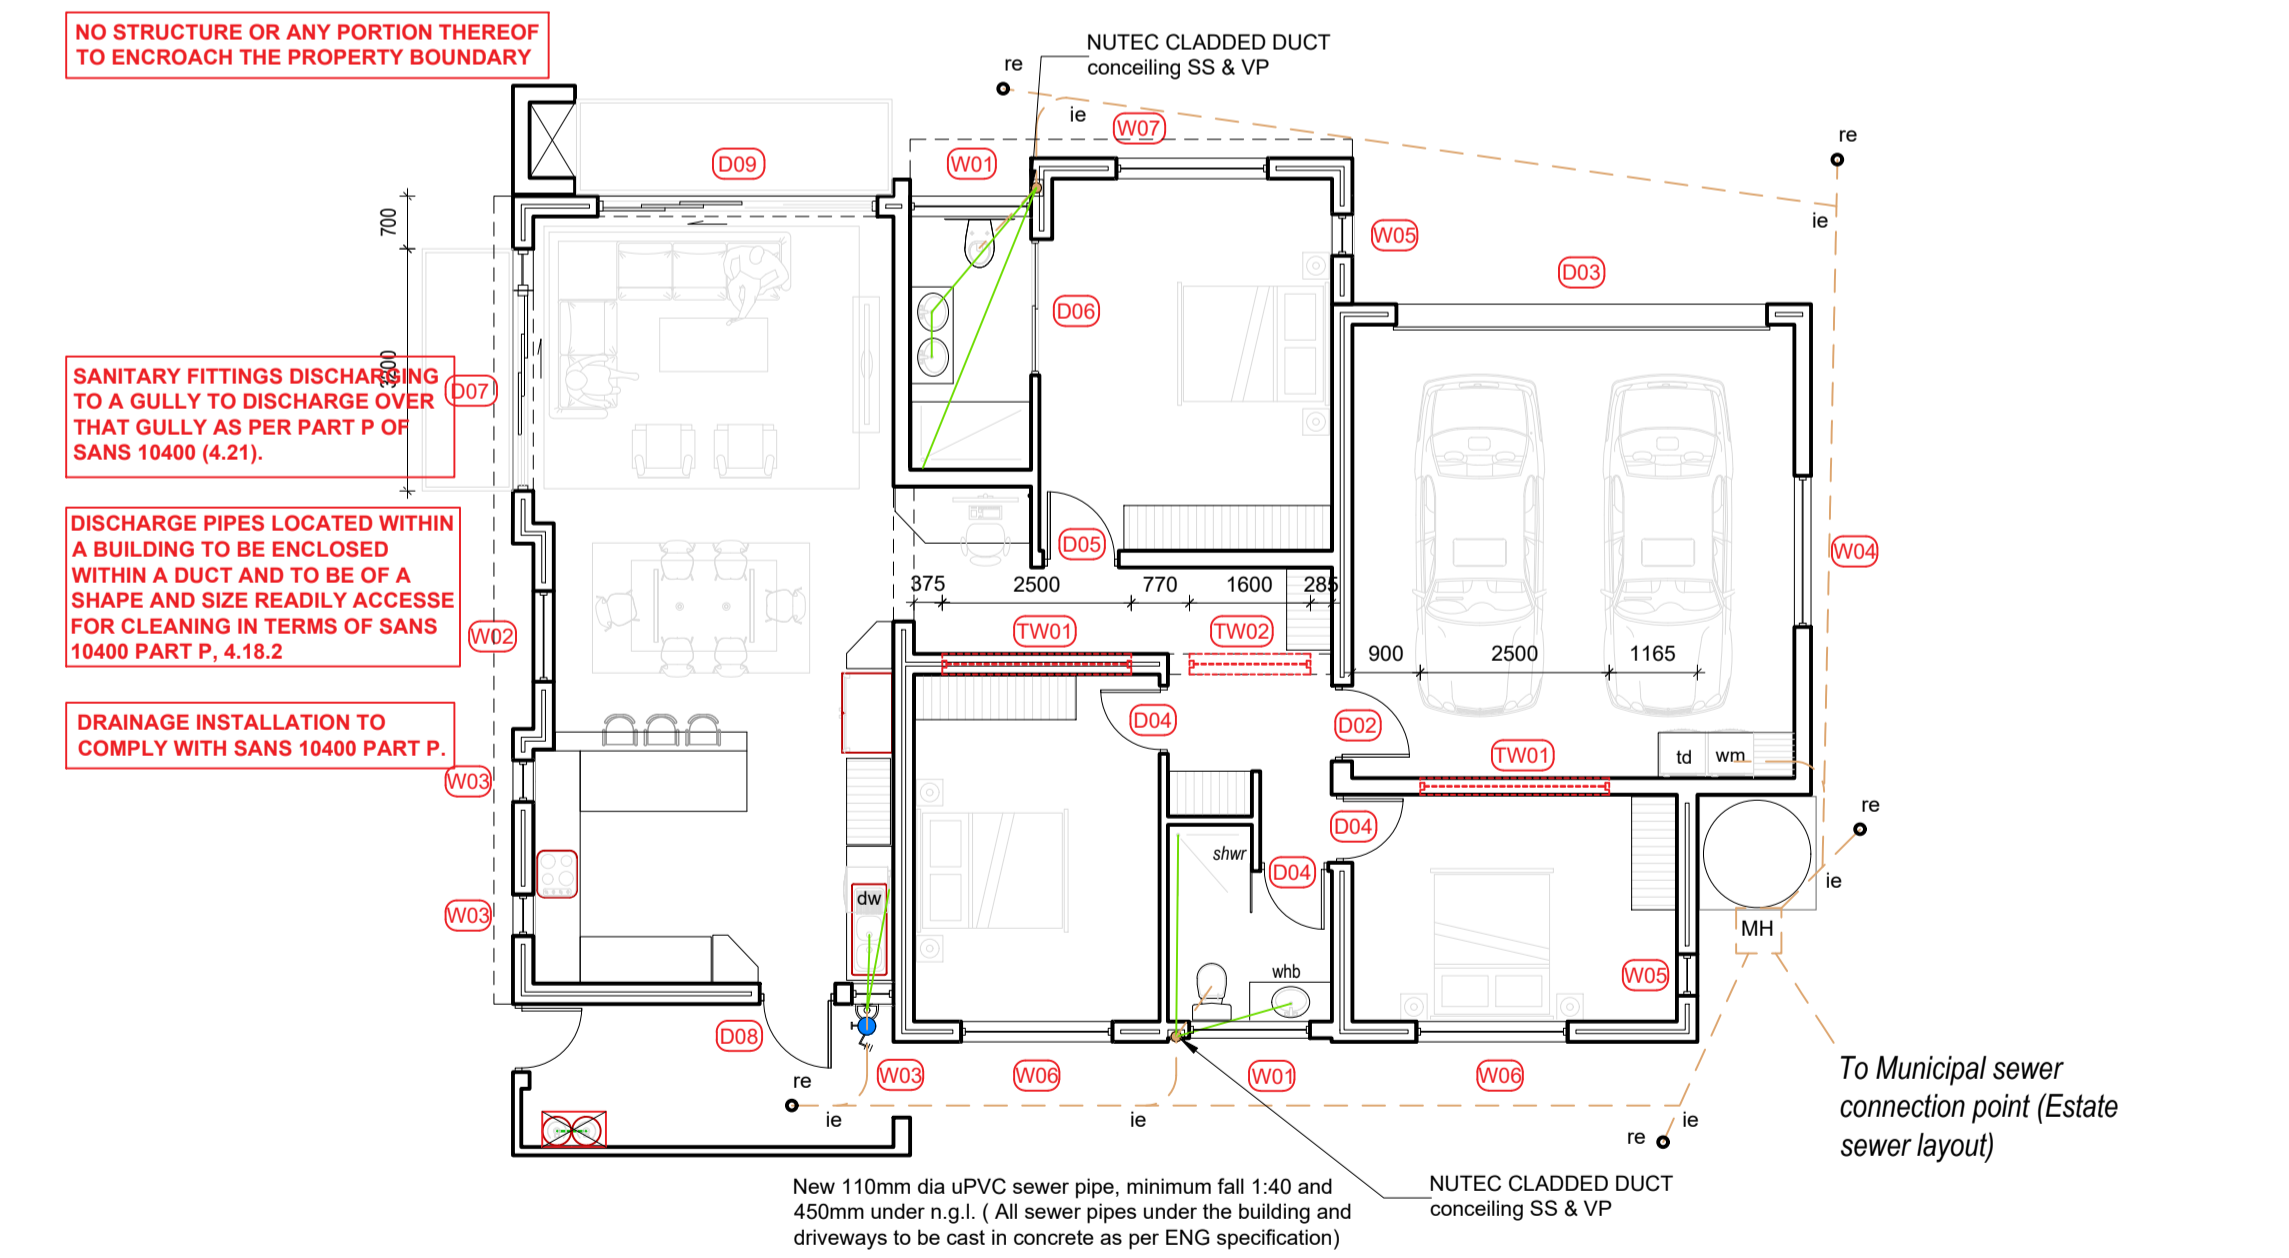 NO STRUCTURE OR ANY PORTION THEREOF
TO ENCROACH THE PROPERTY BOUNDARY
NUTEC CLADDED DUCT
conceiling SS & VP
re
ie
W07
re
D09
W01
700
ie
W05
D03
D06
3200
SANITARY FITTINGS DISCHARGING
TO A GULLY TO DISCHARGE OVER
THAT GULLY AS PER PART P OF
SANS 10400 (4.21).
D07
DISCHARGE PIPES LOCATED WITHIN
A BUILDING TO BE ENCLOSED
WITHIN A DUCT AND TO BE OF A
SHAPE AND SIZE READILY ACCESSE
FOR CLEANING IN TERMS OF SANS
10400 PART P, 4.18.2
D05
W04
375 2500 770 1600 285
W02
TW01
TW02
900 2500 1165
DRAINAGE INSTALLATION TO
COMPLY WITH SANS 10400 PART P.
D04
D02
TW01
td wm
W03
re
D04
shwr
D04
ie
dw
W03
MH
whb
W05
D08
W03
W06
W01
W06
re
ie
ie
ie
re
To Municipal sewer
connection point (Estate
sewer layout)
New 110mm dia uPVC sewer pipe, minimum fall 1:40 and
450mm under n.g.l. ( All sewer pipes under the building and
driveways to be cast in concrete as per ENG specification)
NUTEC CLADDED DUCT
conceiling SS & VP